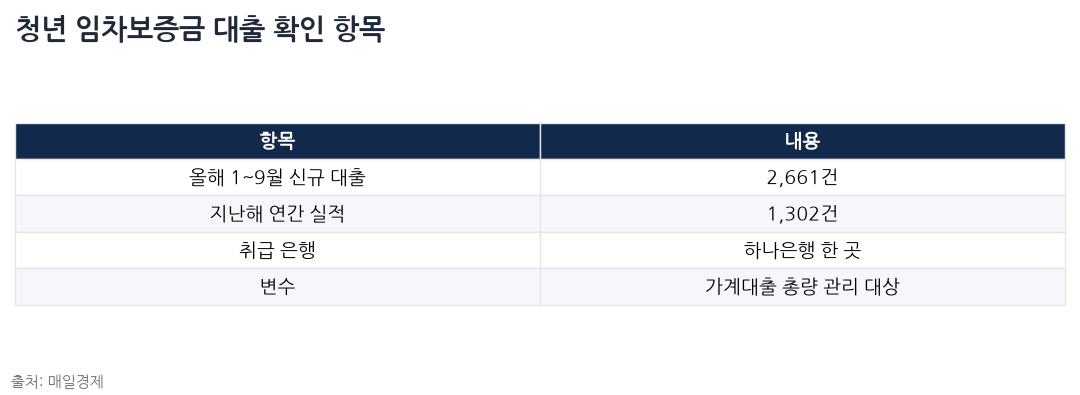 청년 임차보증금 대출 확인 항목
항목 내용
올해 1~9월 신규 대출 2,661건
지난해 연간 실적 1,302건
취급 은행 하나은행 한 곳
변수 가계대출 총량 관리 대상
출처: 매일경제